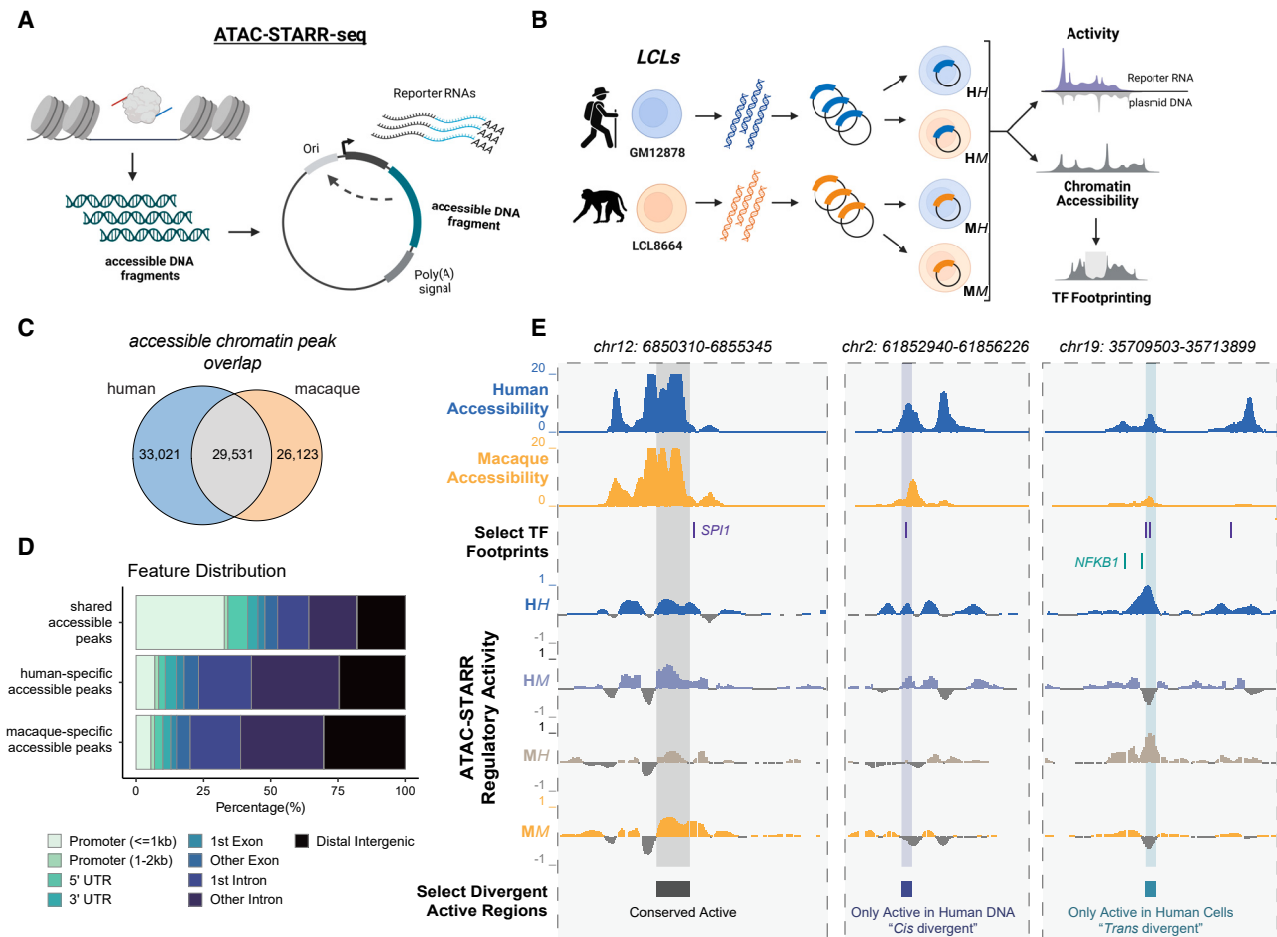 A
ATAC-STARR-seq
Reporter RNAs
AAA
AAA
AAA
Ori
accessible DNA
fragment
Poly(A)
signal
accessible DNA
fragments
B
LCLs
GM12878
LCL8664
HH
HM
MH
MM
Activity
Reporter RNA
plasmid DNA
Chromatin
Accessibility
TF Footprinting
C
accessible chromatin peak
overlap
human
macaque
33,021
29,531
26,123
D
Feature Distribution
shared
accessible
peaks
human-specific
accessible peaks
macaque-specific
accessible peaks
0
25
50
75
100
Percentage(%)
Promoter (<=1kb)
Promoter (1-2kb)
5' UTR
3' UTR
1st Exon
Other Exon
1st Intron
Other Intron
Distal Intergenic
E
chr12: 6850310-6855345
chr2: 61852940-61856226
chr19: 35709503-35713899
20
Human
Accessibility
0
20
Macaque
Accessibility
0
Select TF
Footprints
SPI1
NFKB1
ATAC-STARR
Regulatory Activity
1
HH
-1
1
HM
-1
1
MH
-1
1
MM
-1
Select Divergent
Active Regions
Conserved Active
Only Active in Human DNA
"Cis divergent"
Only Active in Human Cells
"Trans divergent"